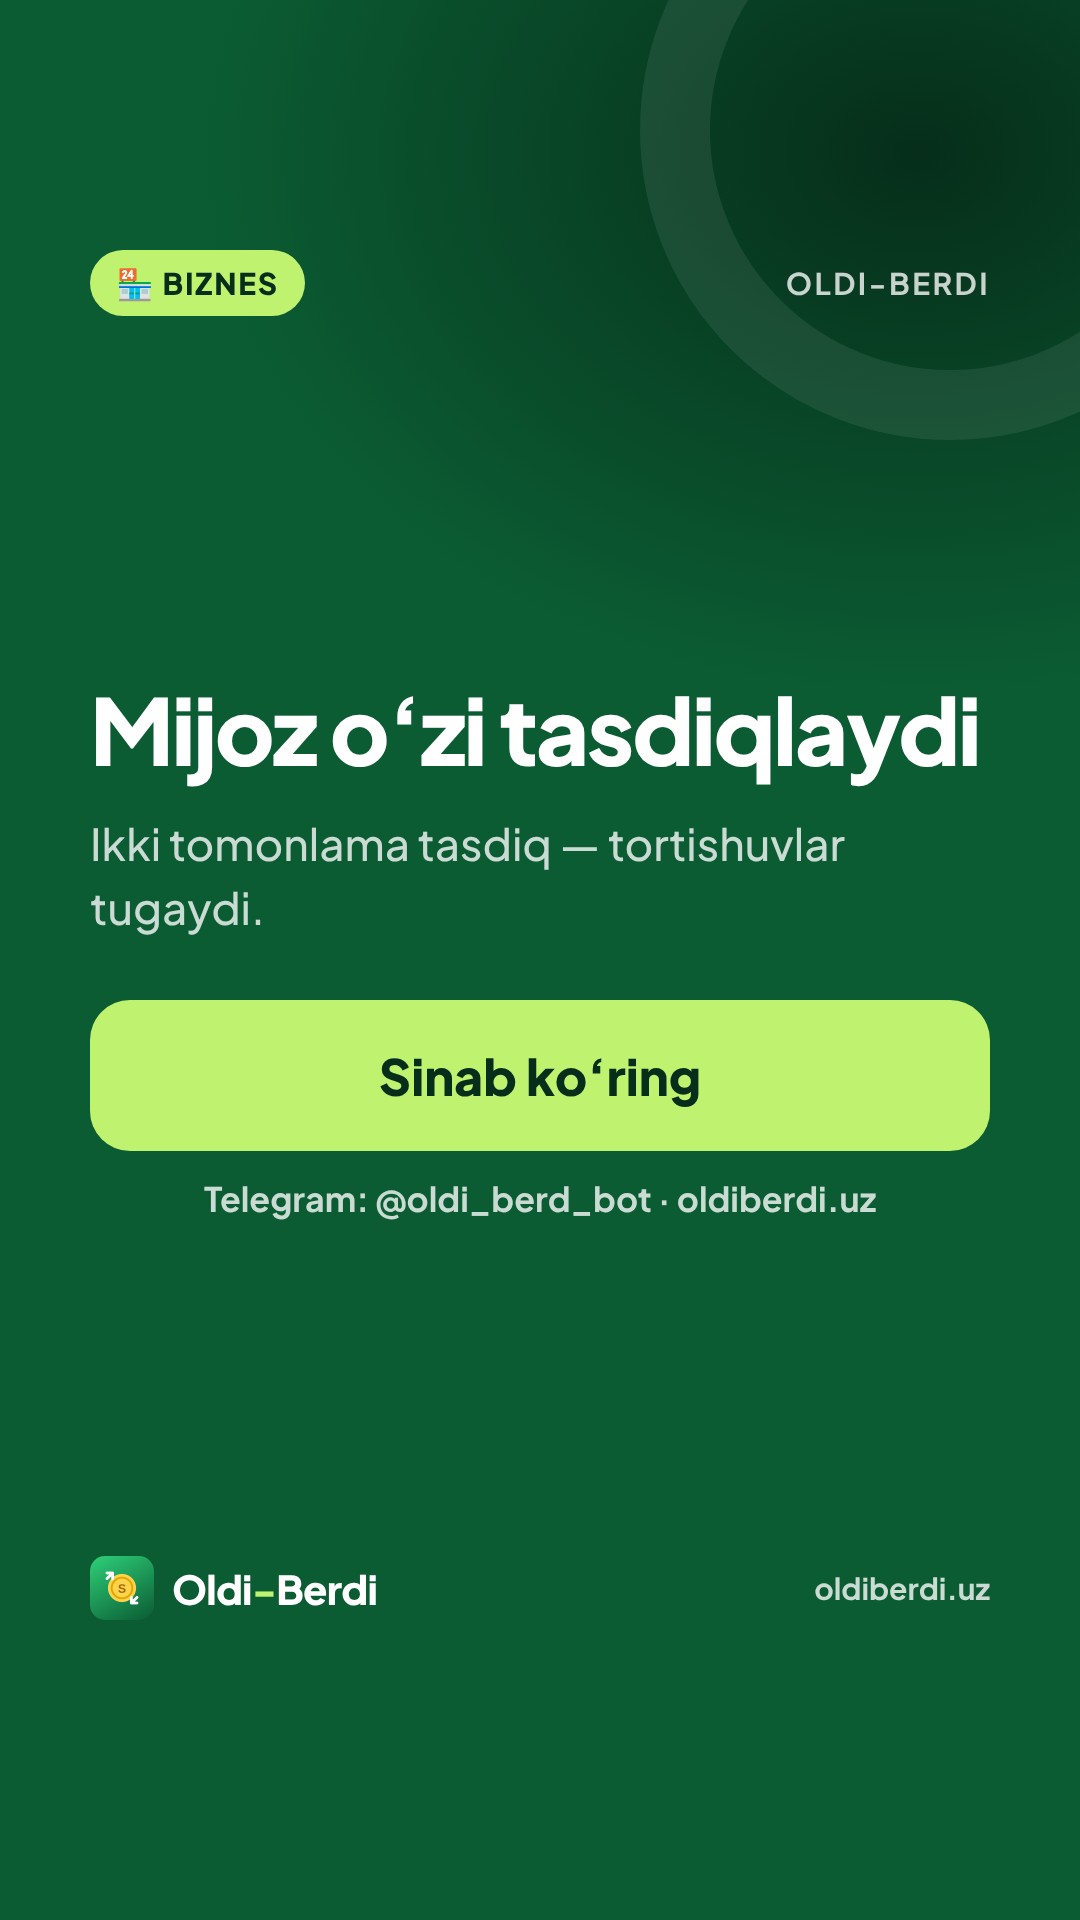 BIZNES
OLDI-BERDI
Mijoz o‘zi tasdiqlaydi
Ikki tomonlama tasdiq — tortishuvlar
tugaydi.
Sinab ko‘ring
Telegram: @oldi_berd_bot · oldiberdi.uz
Oldi-Berdi
oldiberdi.uz